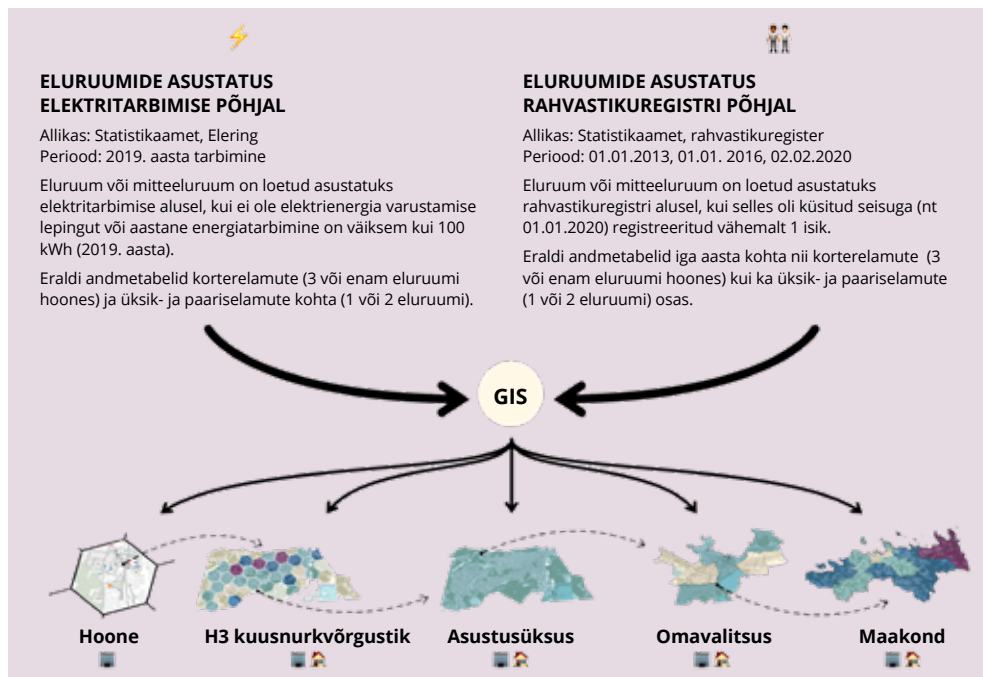 ELURUUMIDE ASUSTATUS
ELEKTRITARBIMISE PÕHJAL
Allikas: Statistikaamet, Elering
Periood: 2019. aasta tarbimine
Eluruum või mitteeluruum on loetud asustatuks
elektritarbimise alusel, kui ei ole elektrienergia varustamise
lepingut või aastane energiatarbimine on väiksem kui 100
kWh (2019. aasta).
Eraldi andmetabelid korterelamute (3 või enam eluruumi
hoones) ja üksik- ja paariselamute kohta (1 või 2 eluruumi).
ELURUUMIDE ASUSTATUS
RAHVASTIKUREGISTRI PÕHJAL
Allikas: Statistikaamet, rahvastikuregister
Periood: 01.01.2013, 01.01. 2016, 02.02.2020
Eluruum või mitteeluruum on loetud asustatuks
rahvastikuregistri alusel, kui selles oli küsitud seisuga (nt
01.01.2020) registreeritud vähemalt 1 isik.
Eraldi andmetabelid iga aasta kohta nii korterelamute (3
või enam eluruumi hoones) kui ka üksik- ja paariselamute
(1 või 2 eluruumi) osas.
GIS
Hoone
H3 kuusnurkvõrgustik
Asustusüksus
Omavalitsus
Maakond